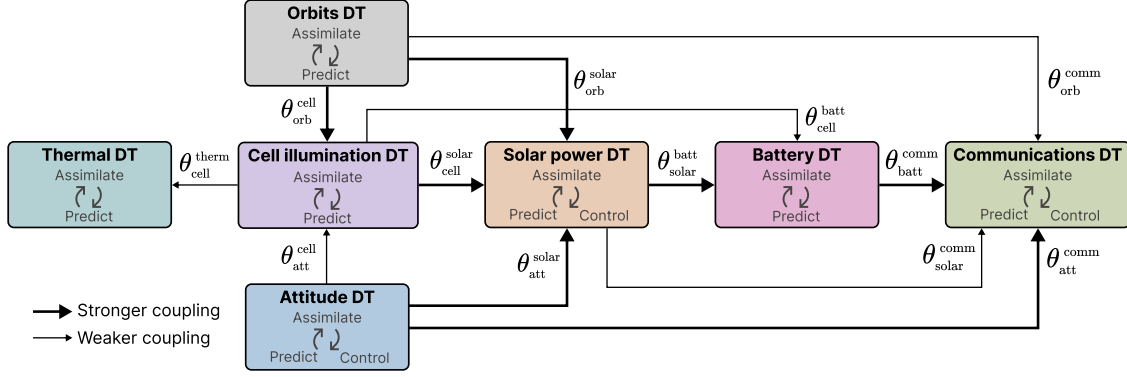 Orbits DT
Assimilate
Predict
θ_orb^cell
θ_orb^solar
θ_orb^comm
θ_cell^batt
Thermal DT
Assimilate
Predict
θ_cell^therm
Cell illumination DT
Assimilate
Predict
θ_cell^solar
Solar power DT
Assimilate
Predict Control
θ_solar^batt
Battery DT
Assimilate
Predict
θ_batt^comm
Communications DT
Assimilate
Predict Control
θ_att^cell
θ_att^solar
θ_solar^comm
θ_att^comm
Attitude DT
Assimilate
Predict Control
Stronger coupling
Weaker coupling